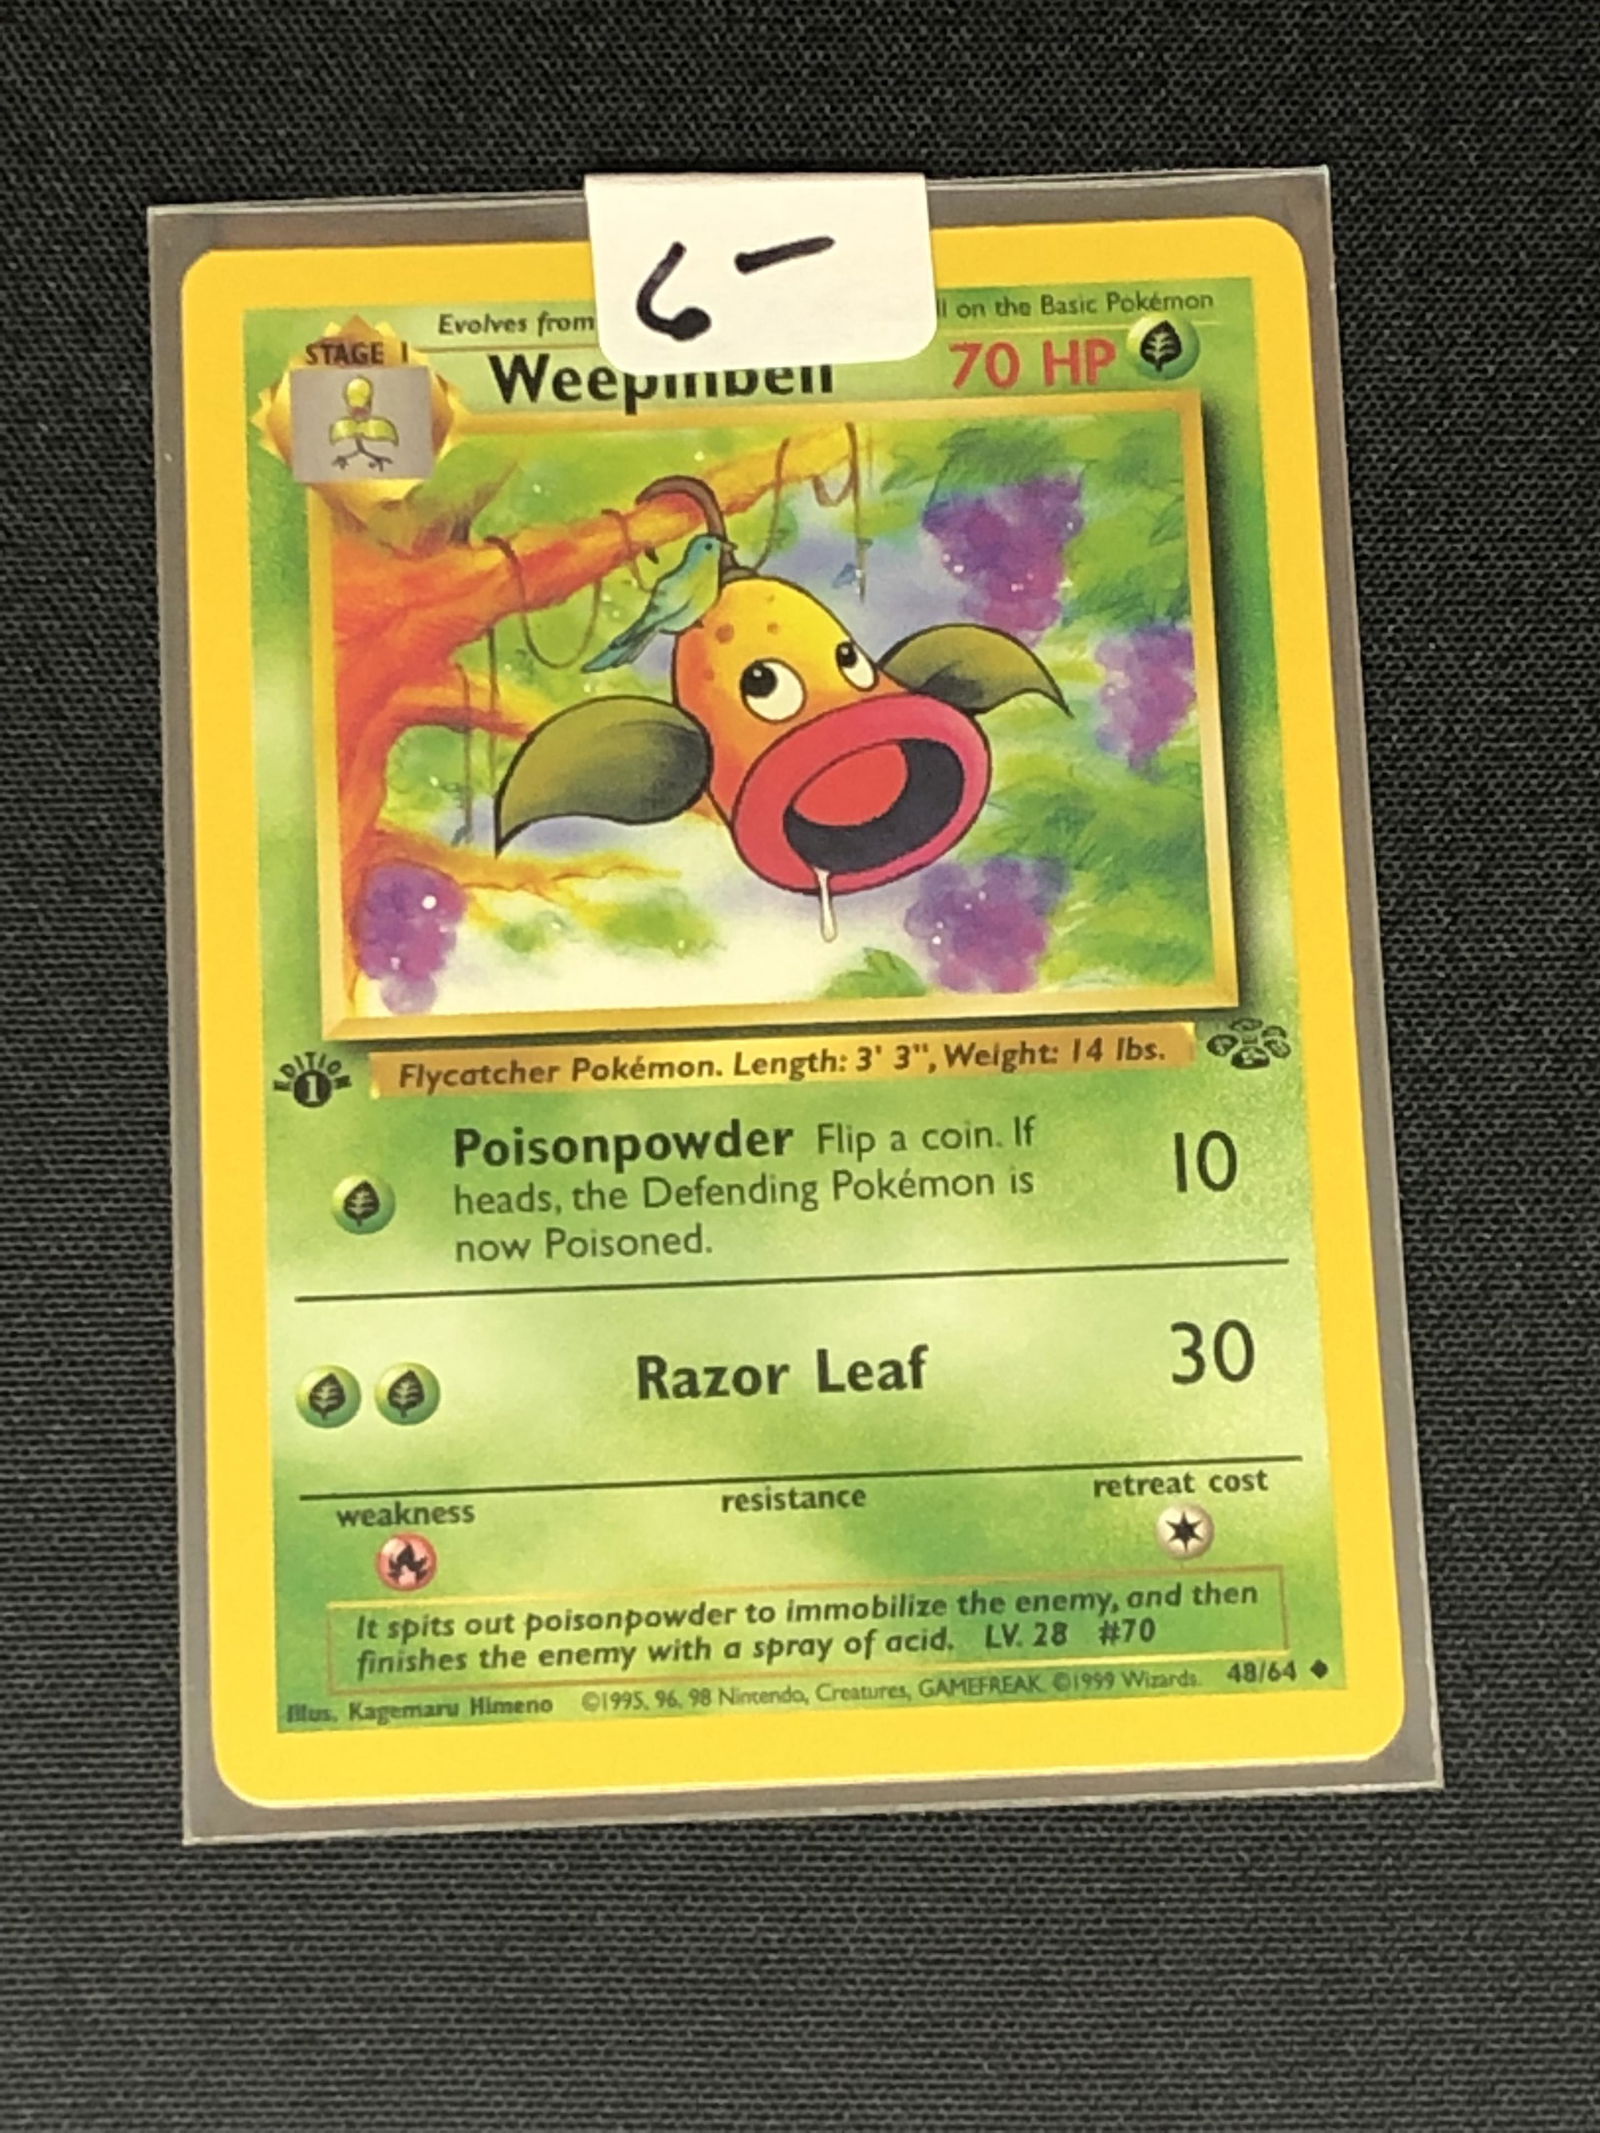 6 -
Evolves from
ll on the Basic Pokémon
STAGE 1
Weepinbell
70 HP
EDITION
1
Flycatcher Pokémon. Length: 3' 3", Weight: 14 lbs.
Poisonpowder Flip a coin. If
heads, the Defending Pokémon is
now Poisoned.
10
Razor Leaf
30
weakness
resistance
retreat cost
It spits out poisonpowder to immobilize the enemy, and then
finishes the enemy with a spray of acid. LV. 28 #70
Illus. Kagemaru Himeno ©1995, 96, 98 Nintendo, Creatures, GAMEFREAK. ©1999 Wizards. 48/64